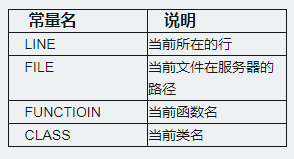 常量名 说明
LINE 当前所在的行
FILE 当前文件在服务器的
路径
FUNCTIOIN 当前函数名
CLASS 当前类名